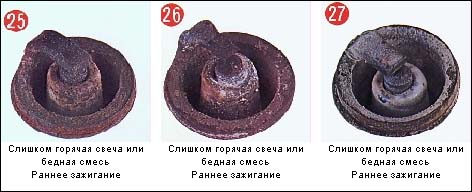 25
Слишком горячая свеча или
бедная смесь
Раннее зажигание
26
Слишком горячая свеча или
бедная смесь
Раннее зажигание
27
Слишком горячая свеча или
бедная смесь
Раннее зажигание